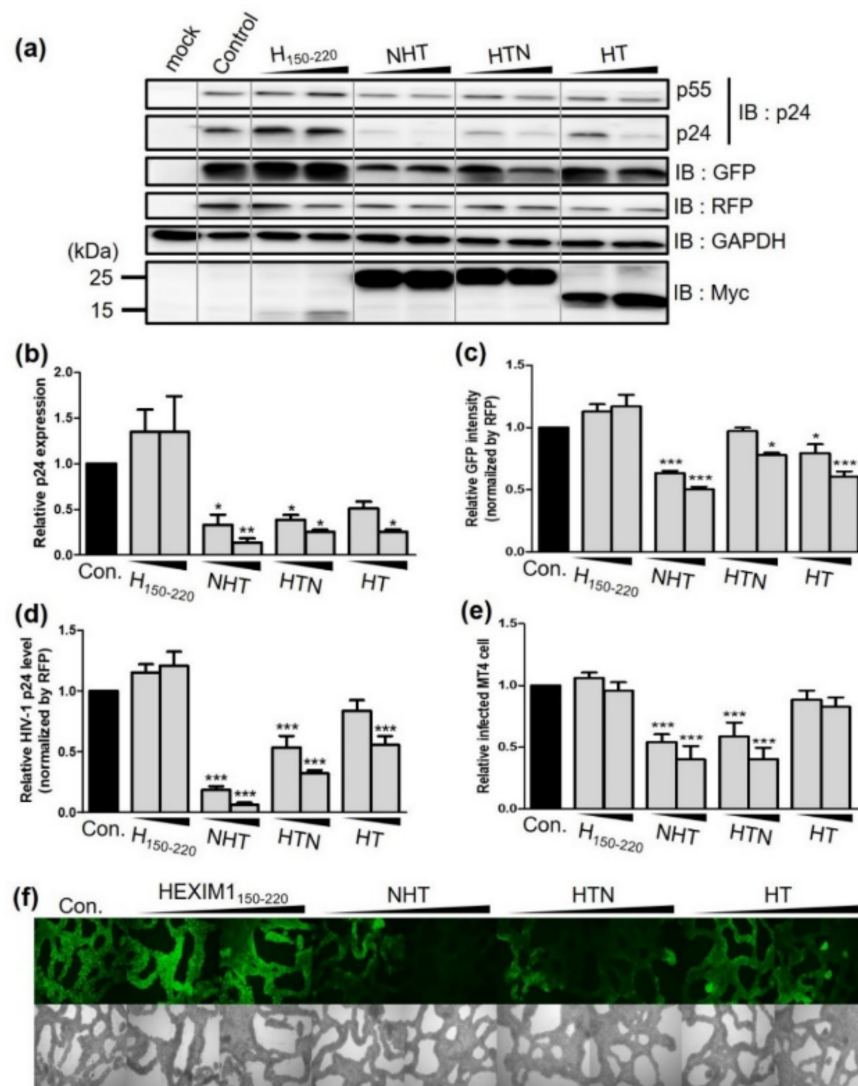 (a)
mock
Control
H150-220
NHT
HTN
HT
p55
p24
IB : p24
IB : GFP
IB : RFP
IB : GAPDH
(kDa)
25
15
IB : Myc
(b)
Relative p24 expression
2.0
1.5
1.0
0.5
0.0
*
**
*
*
*
Con.
H150-220
NHT
HTN
HT
(c)
Relative GFP intensity
(normailzed by RFP)
1.5
1.0
0.5
0.0
***
***
*
*
***
Con.
H150-220
NHT
HTN
HT
(d)
Relative HIV-1 p24 level
(normalized by RFP)
1.5
1.0
0.5
0.0
***
***
***
***
***
Con.
H150-220
NHT
HTN
HT
(e)
Relative infected MT4 cell
1.5
1.0
0.5
0.0
***
***
***
***
Con.
H150-220
NHT
HTN
HT
(f)
Con.
HEXIM1150-220
NHT
HTN
HT